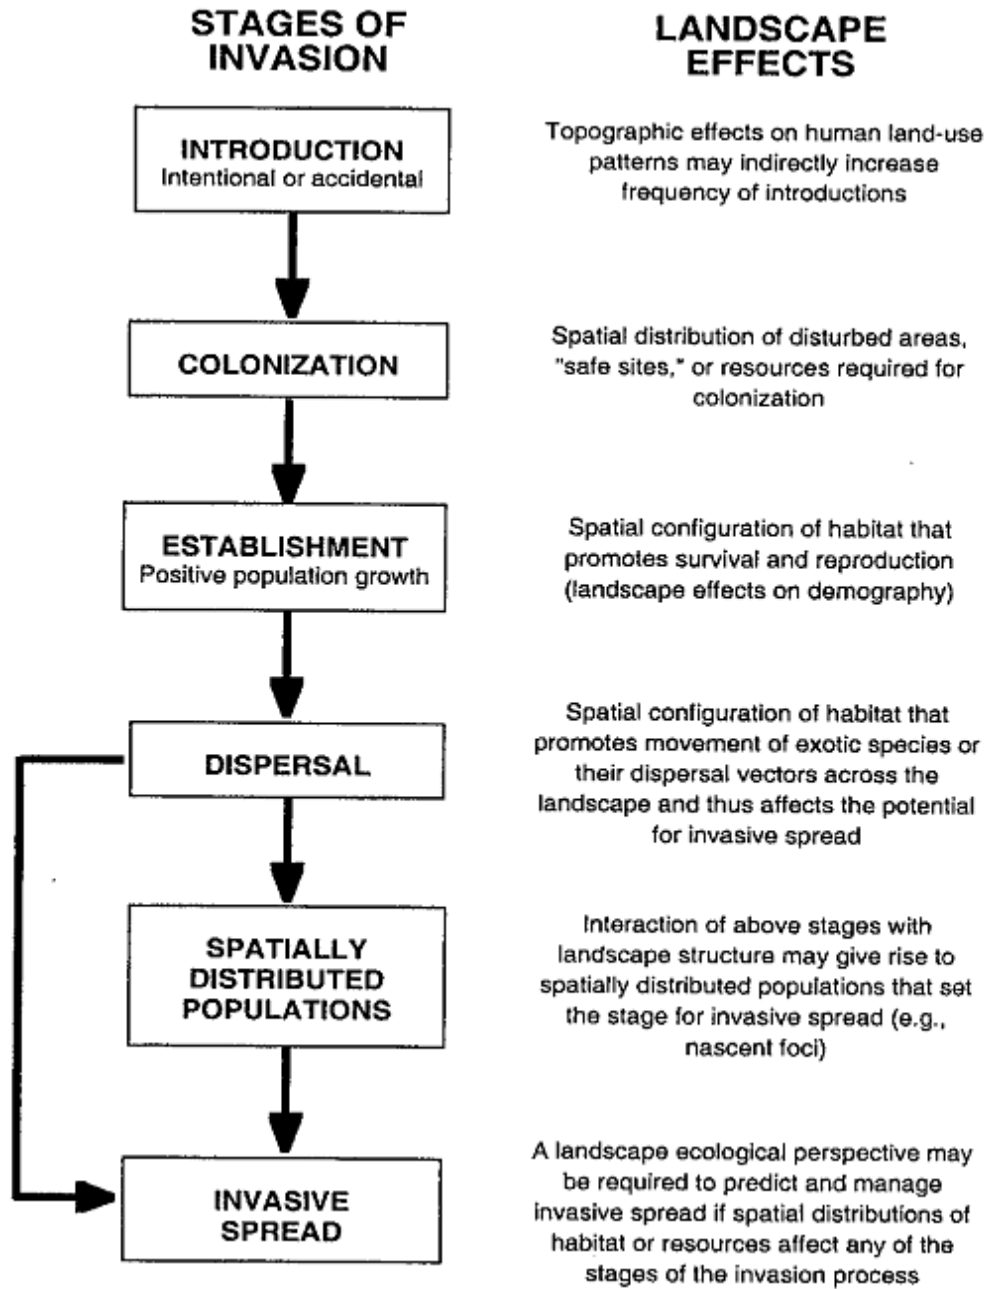 STAGES OF
INVASION
LANDSCAPE
EFFECTS
INTRODUCTION
Intentional or accidental
Topographic effects on human land-use
patterns may indirectly increase
frequency of introductions
COLONIZATION
Spatial distribution of disturbed areas,
"safe sites," or resources required for
colonization
ESTABLISHMENT
Positive population growth
Spatial configuration of habitat that
promotes survival and reproduction
(landscape effects on demography)
DISPERSAL
Spatial configuration of habitat that
promotes movement of exotic species or
their dispersal vectors across the
landscape and thus affects the potential
for invasive spread
SPATIALLY
DISTRIBUTED
POPULATIONS
Interaction of above stages with
landscape structure may give rise to
spatially distributed populations that set
the stage for invasive spread (e.g.,
nascent foci)
INVASIVE
SPREAD
A landscape ecological perspective may
be required to predict and manage
invasive spread if spatial distributions of
habitat or resources affect any of the
stages of the invasion process